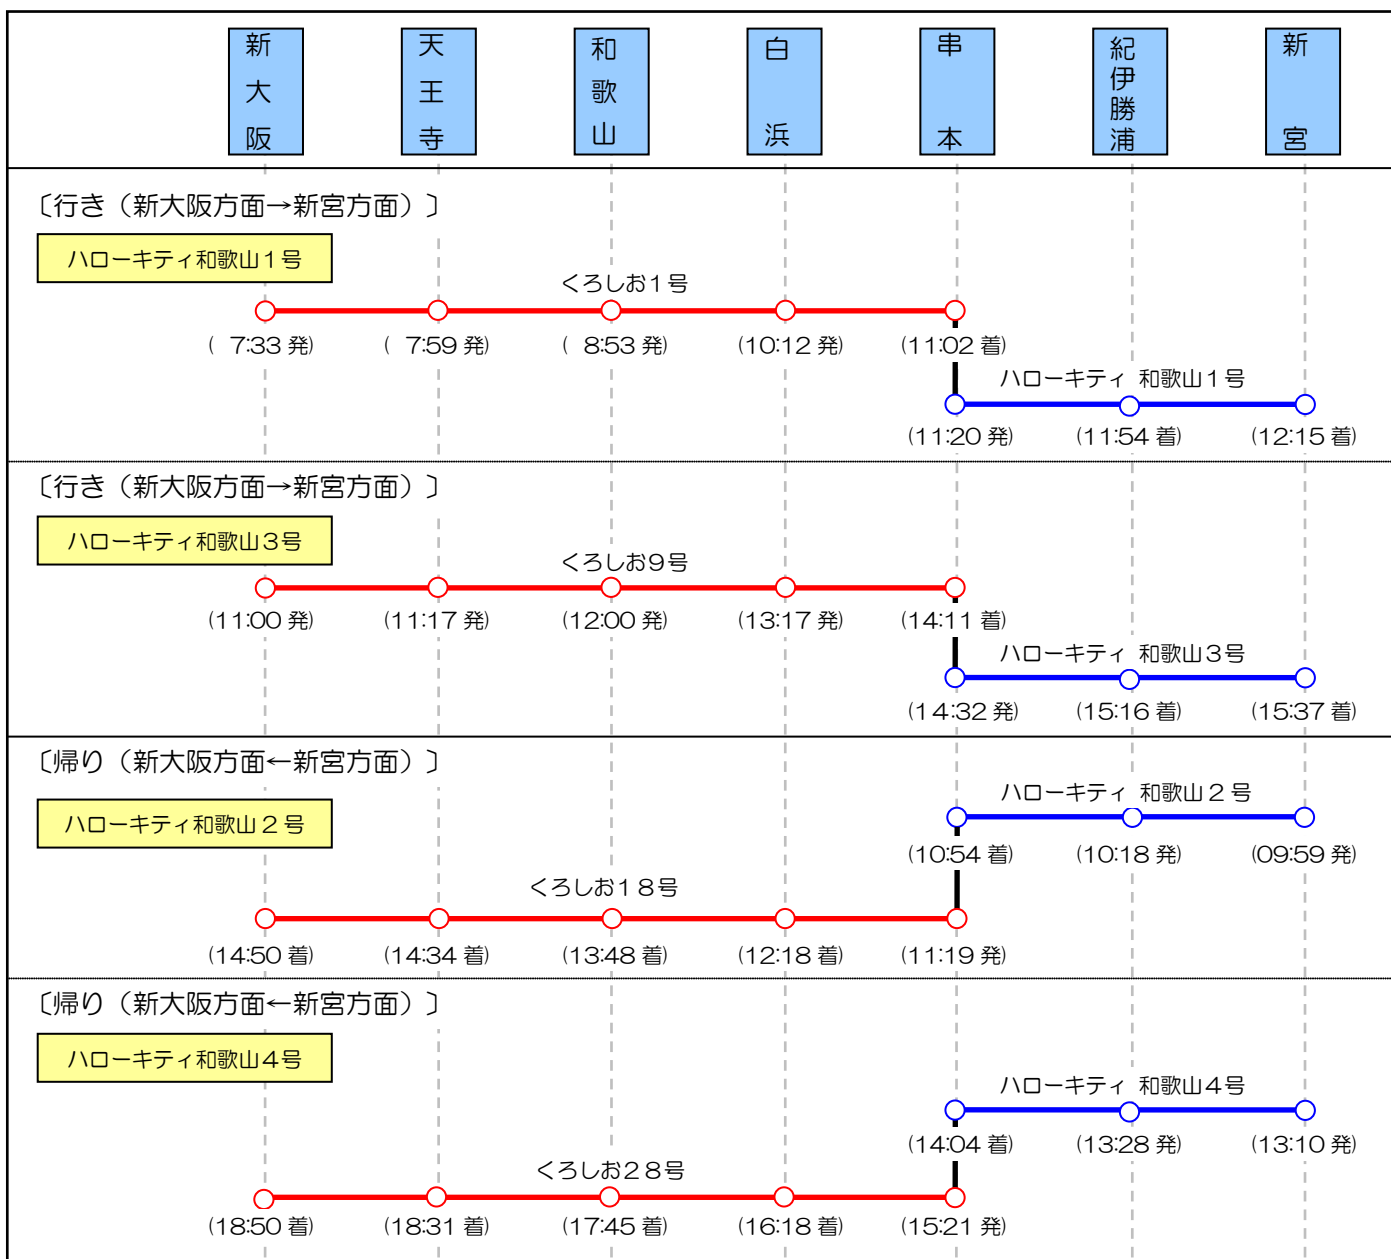 新大阪
天王寺
和歌山
白浜
串本
紀伊勝浦
新宮
〔行き（新大阪方面→新宮方面）〕
ハローキティ和歌山1号
くろしお1号
( 7:33 発)
( 7:59 発)
( 8:53 発)
(10:12 発)
(11:02 着)
ハローキティ 和歌山1号
(11:20 発)
(11:54 着)
(12:15 着)
〔行き（新大阪方面→新宮方面）〕
ハローキティ和歌山3号
くろしお9号
(11:00 発)
(11:17 発)
(12:00 発)
(13:17 発)
(14:11 着)
ハローキティ 和歌山3号
(14:32 発)
(15:16 着)
(15:37 着)
〔帰り（新大阪方面←新宮方面）〕
ハローキティ 和歌山２号
ハローキティ和歌山２号
(10:54 着)
(10:18 発)
(09:59 発)
くろしお1８号
(14:50 着)
(14:34 着)
(13:48 着)
(12:18 着)
(11:19 発)
〔帰り（新大阪方面←新宮方面）〕
ハローキティ和歌山4号
ハローキティ 和歌山4号
(14:04 着)
(13:28 発)
(13:10 発)
くろしお2８号
(18:50 着)
(18:31 着)
(17:45 着)
(16:18 着)
(15:21 発)